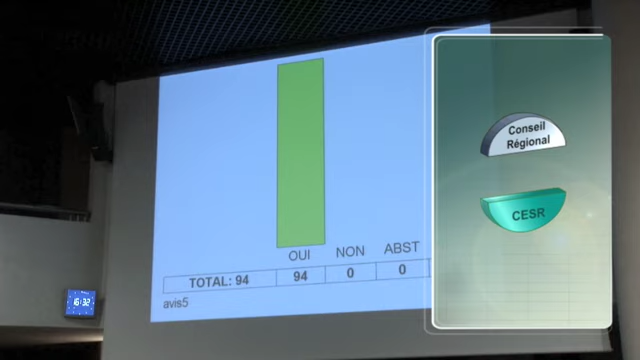 OUI NON ABST
TOTAL: 94 94 0 0
avis5
16:32
Conseil
Régional
CESR